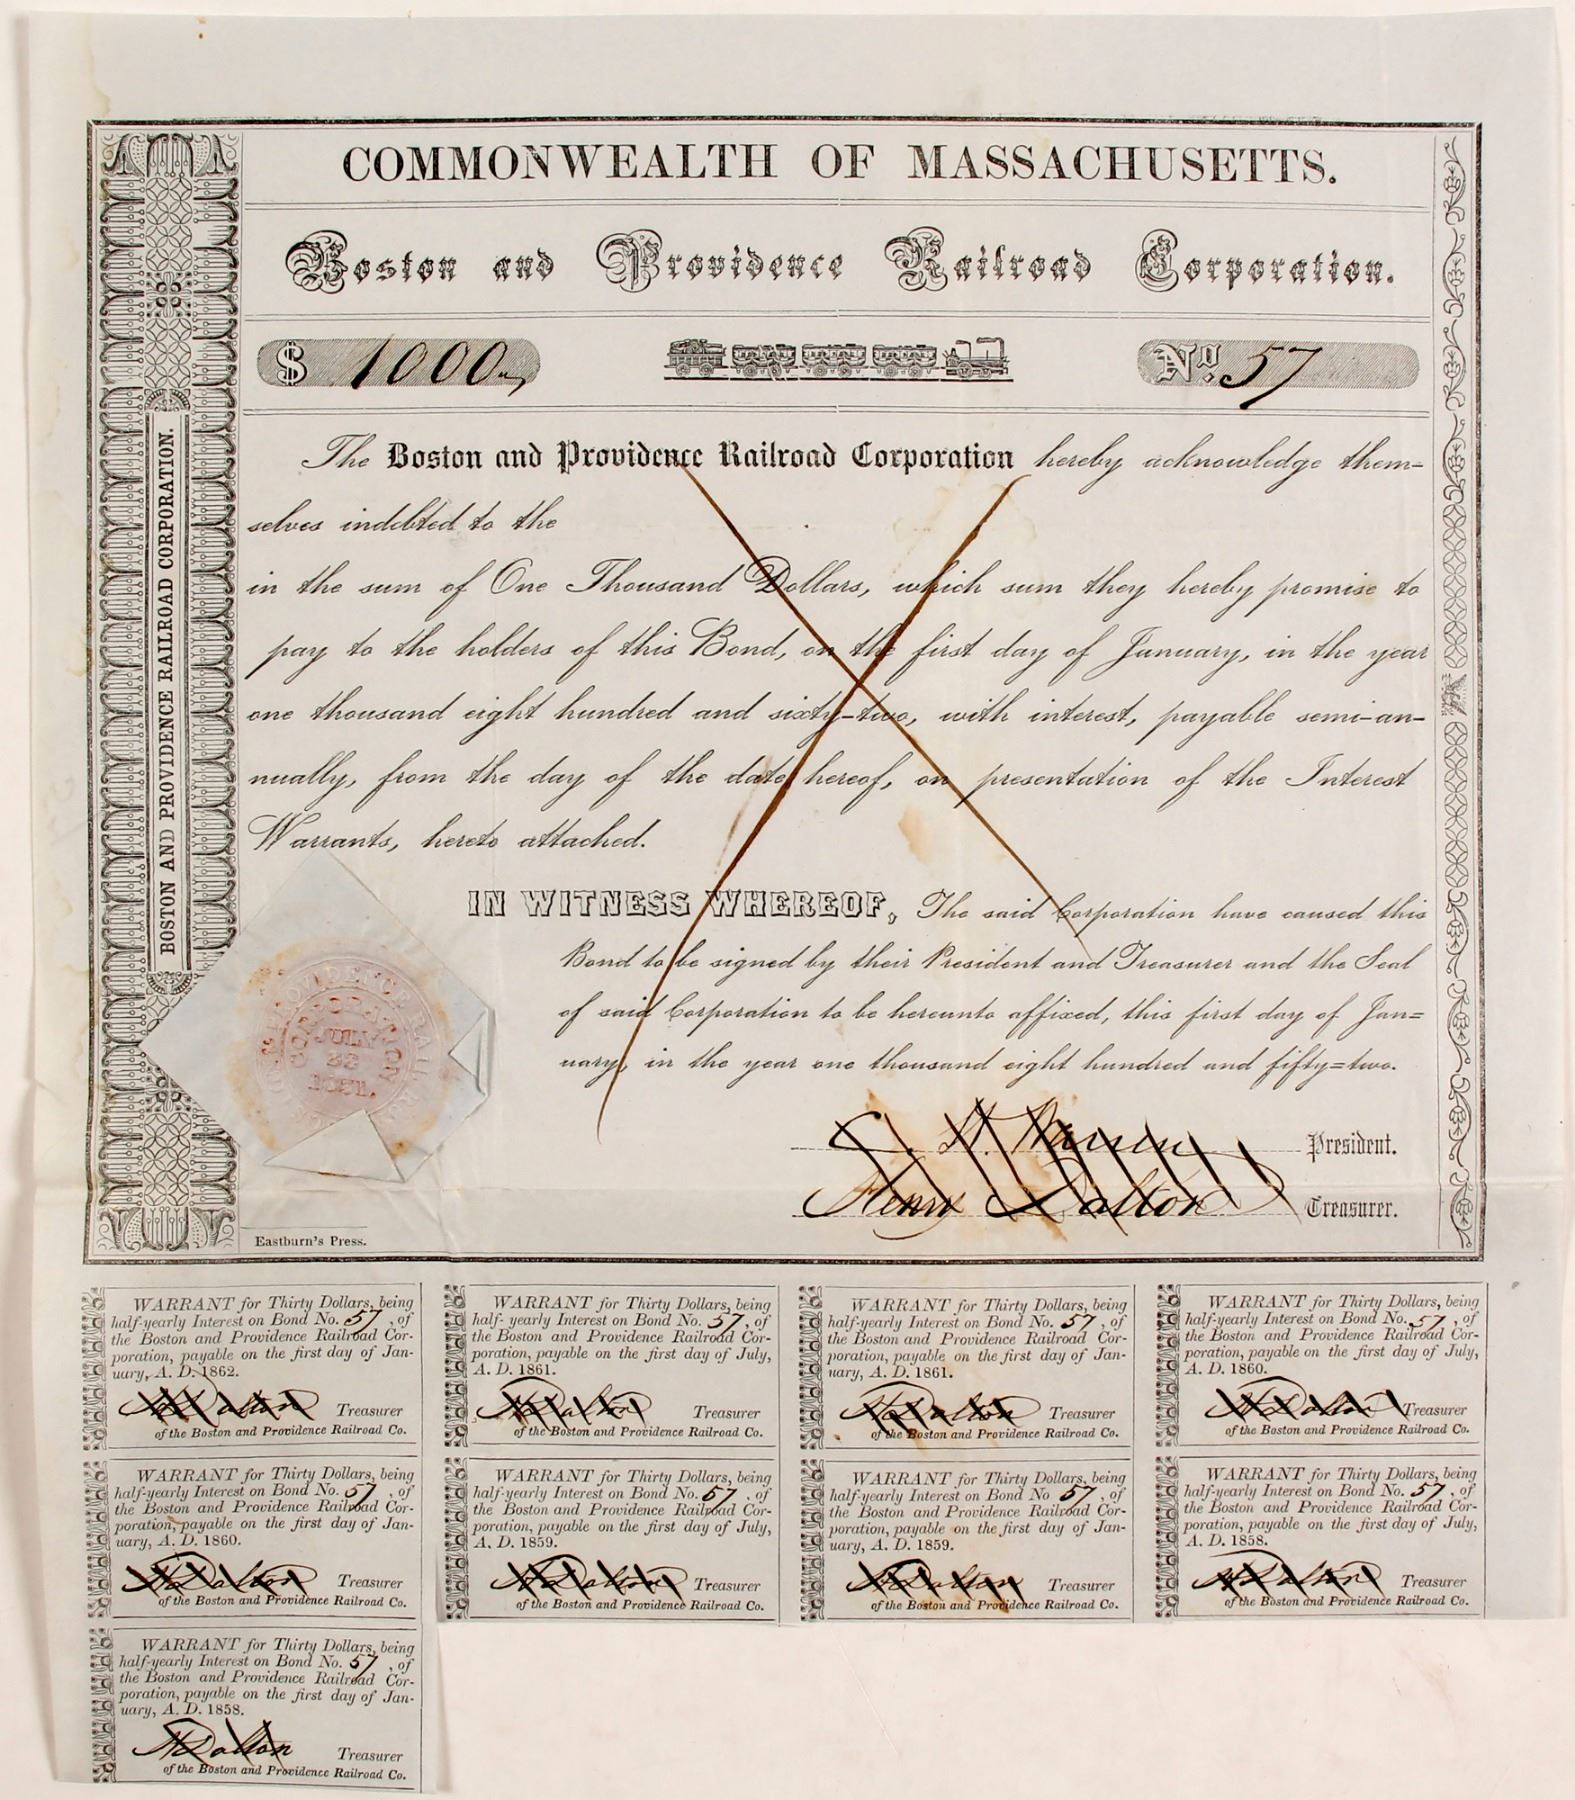 COMMONWEALTH OF MASSACHUSETTS.
Boston and Providence Railroad Corporation.
$ 1000
No. 57
BOSTON AND PROVIDENCE RAILROAD CORPORATION.
The Boston and Providence Railroad Corporation hereby acknowledge them-
selves indebted to the
in the sum of One Thousand Dollars, which sum they hereby promise to
pay to the holders of this Bond, on the first day of January, in the year
one thousand eight hundred and sixty-two, with interest, payable semi-an-
nually, from the day of the date hereof, on presentation of the Interest
Warrants, hereto attached.
IN WITNESS WHEREOF, The said Corporation have caused this
Bond to be signed by their President and Treasurer and the Seal
of said Corporation to be hereunto affixed, this first day of Jan=
uary, in the year one thousand eight hundred and fifty=two.
PROVIDENCE RAIL
CORPORATION
JULY
President.
Henry Dalton Treasurer.
Eastburn's Press.
WARRANT for Thirty Dollars, being
half-yearly Interest on Bond No. 57, of
the Boston and Providence Railroad Cor-
poration, payable on the first day of Jan-
uary, A. D. 1862.
H Dalton Treasurer
of the Boston and Providence Railroad Co.
WARRANT for Thirty Dollars, being
half-yearly Interest on Bond No. 57, of
the Boston and Providence Railroad Cor-
poration, payable on the first day of July,
A. D. 1861.
H Dalton Treasurer
of the Boston and Providence Railroad Co.
WARRANT for Thirty Dollars, being
half-yearly Interest on Bond No. 57, of
the Boston and Providence Railroad Cor-
poration, payable on the first day of Jan-
uary, A. D. 1861.
H Dalton Treasurer
of the Boston and Providence Railroad Co.
WARRANT for Thirty Dollars, being
half-yearly Interest on Bond No. 57, of
the Boston and Providence Railroad Cor-
poration, payable on the first day of July,
A. D. 1860.
H Dalton Treasurer
of the Boston and Providence Railroad Co.
WARRANT for Thirty Dollars, being
half-yearly Interest on Bond No. 57, of
the Boston and Providence Railroad Cor-
poration, payable on the first day of Jan-
uary, A. D. 1860.
H Dalton Treasurer
of the Boston and Providence Railroad Co.
WARRANT for Thirty Dollars, being
half-yearly Interest on Bond No. 57, of
the Boston and Providence Railroad Cor-
poration, payable on the first day of July,
A. D. 1859.
H Dalton Treasurer
of the Boston and Providence Railroad Co.
WARRANT for Thirty Dollars, being
half-yearly Interest on Bond No. 57, of
the Boston and Providence Railroad Cor-
poration, payable on the first day of Jan-
uary, A. D. 1859.
H Dalton Treasurer
of the Boston and Providence Railroad Co.
WARRANT for Thirty Dollars, being
half-yearly Interest on Bond No. 57, of
the Boston and Providence Railroad Cor-
poration, payable on the first day of July,
A. D. 1858.
H Dalton Treasurer
of the Boston and Providence Railroad Co.
WARRANT for Thirty Dollars, being
half-yearly Interest on Bond No. 57, of
the Boston and Providence Railroad Cor-
poration, payable on the first day of Jan-
uary, A. D. 1858.
H Dalton Treasurer
of the Boston and Providence Railroad Co.